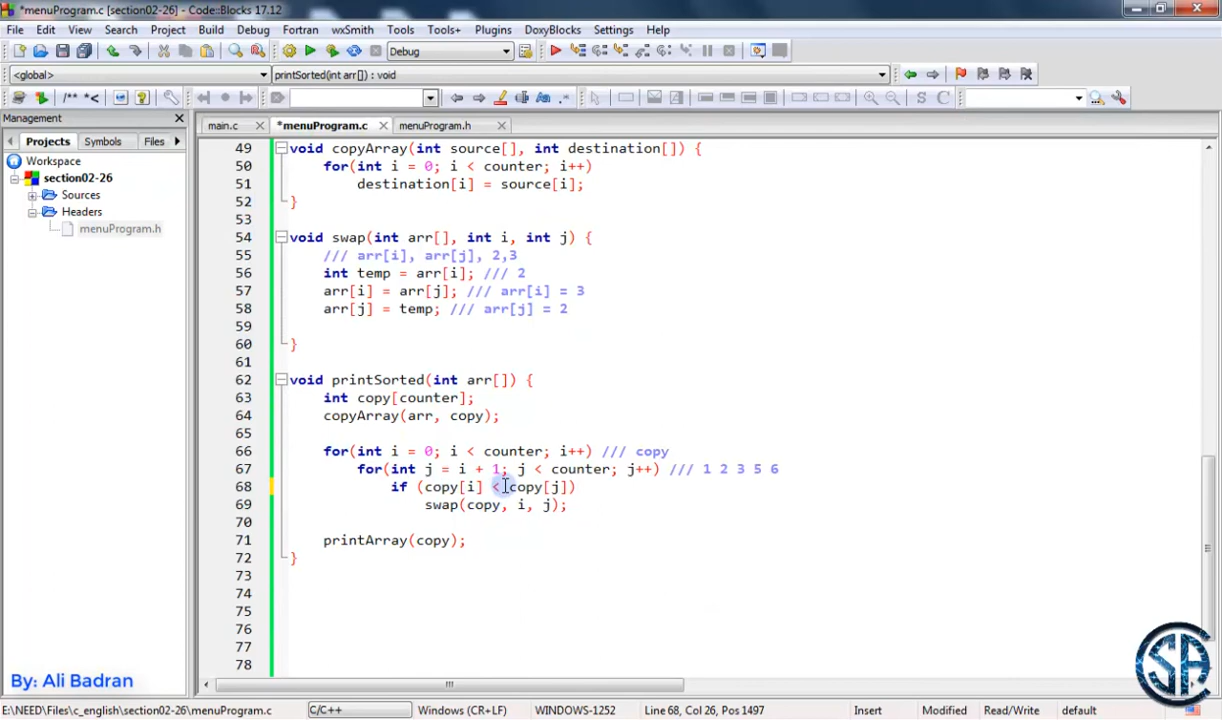 *menuProgram.c [section02-26] - Code::Blocks 17.12
File Edit View Search Project Build Debug Fortran wxSmith Tools Tools+ Plugins DoxyBlocks Settings Help
Debug
<global> printSorted(int arr[]) : void
/** *<
S C
Management
Projects Symbols Files
Workspace
section02-26
Sources
Headers
menuProgram.h
main.c *menuProgram.c menuProgram.h
49 void copyArray(int source[], int destination[]) {
50 for(int i = 0; i < counter; i++)
51 destination[i] = source[i];
52 }
53
54 void swap(int arr[], int i, int j) {
55 /// arr[i], arr[j], 2,3
56 int temp = arr[i]; /// 2
57 arr[i] = arr[j]; /// arr[i] = 3
58 arr[j] = temp; /// arr[j] = 2
59
60 }
61
62 void printSorted(int arr[]) {
63 int copy[counter];
64 copyArray(arr, copy);
65
66 for(int i = 0; i < counter; i++) /// copy
67 for(int j = i + 1; j < counter; j++) /// 1 2 3 5 6
68 if (copy[i] < copy[j])
69 swap(copy, i, j);
70
71 printArray(copy);
72 }
73
74
75
76
77
78
By: Ali Badran
E:\NEED\Files\c_english\section02-26\menuProgram.c C/C++ Windows (CR+LF) WINDOWS-1252 Line 68, Col 26, Pos 1497 Insert Modified Read/Write default